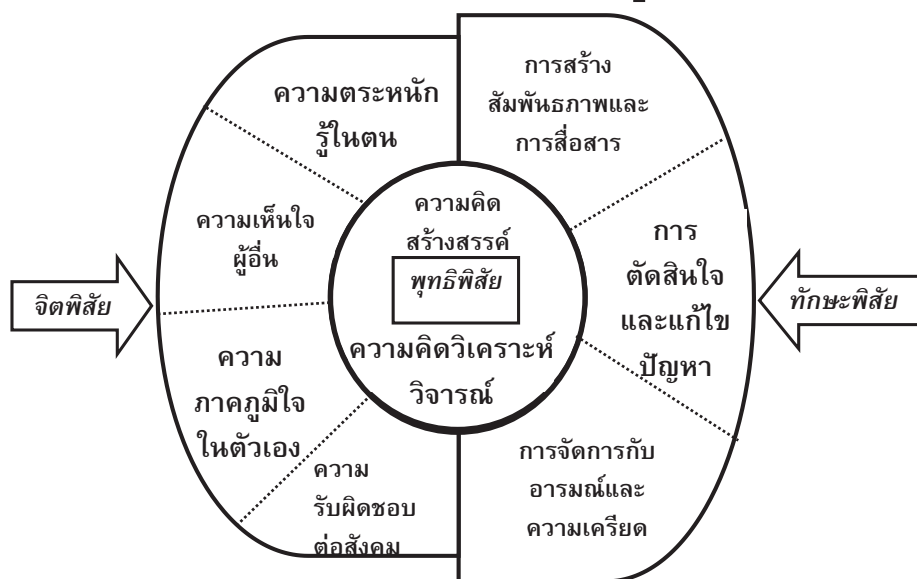 ความตระหนัก
รู้ในตน
การสร้าง
สัมพันธภาพและ
การสื่อสาร
ความเห็นใจ
ผู้อื่น
ความคิด
สร้างสรรค์
พุทธิพิสัย
ความคิดวิเคราะห์
วิจารณ์
การ
ตัดสินใจ
และแก้ไข
ปัญหา
จิตพิสัย
ทักษะพิสัย
ความ
ภาคภูมิใจ
ในตัวเอง
ความ
รับผิดชอบ
ต่อสังคม
การจัดการกับ
อารมณ์และ
ความเครียด